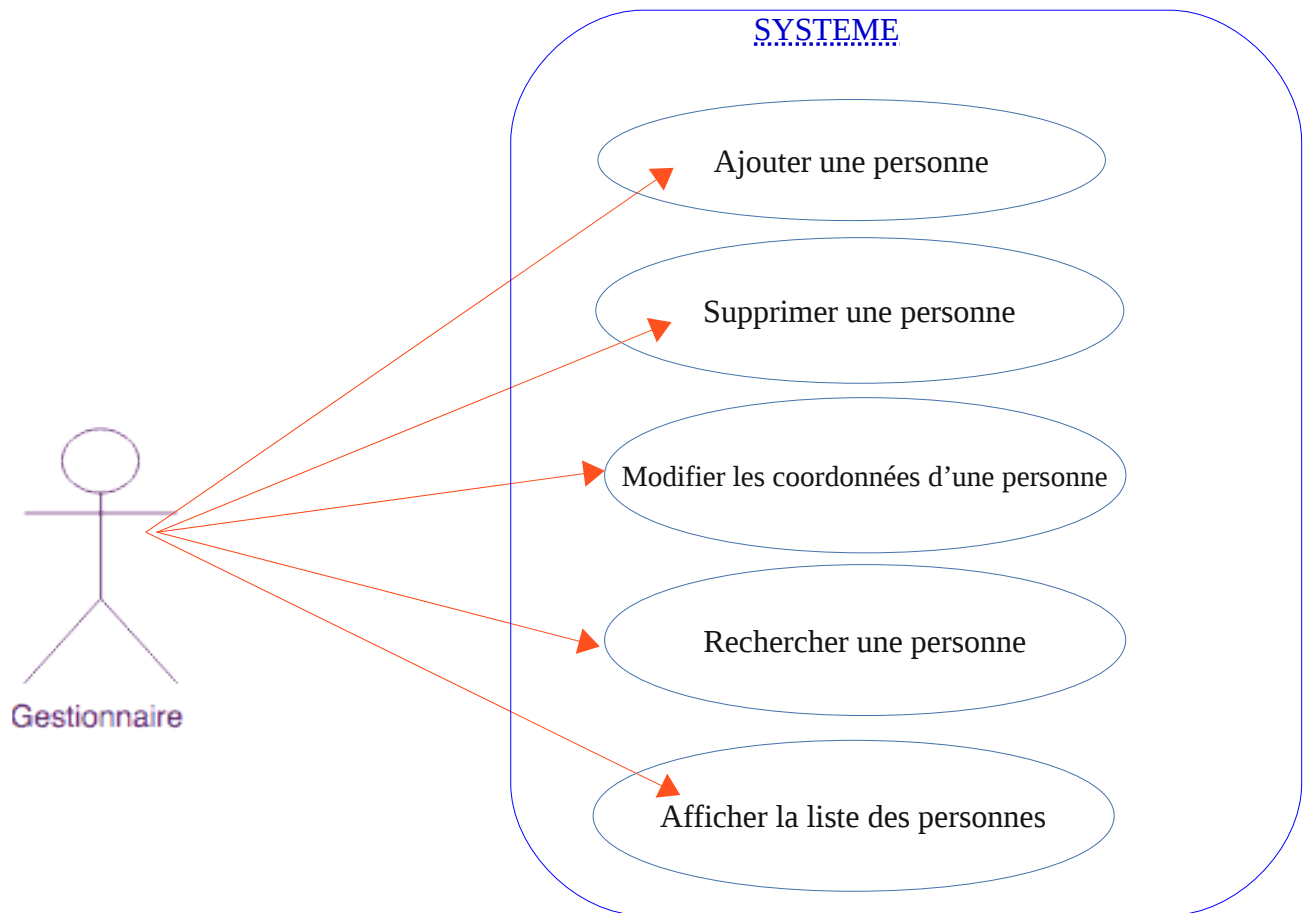 SYSTEME
Ajouter une personne
Supprimer une personne
Modifier les coordonnées d’une personne
Rechercher une personne
Gestionnaire
Afficher la liste des personnes